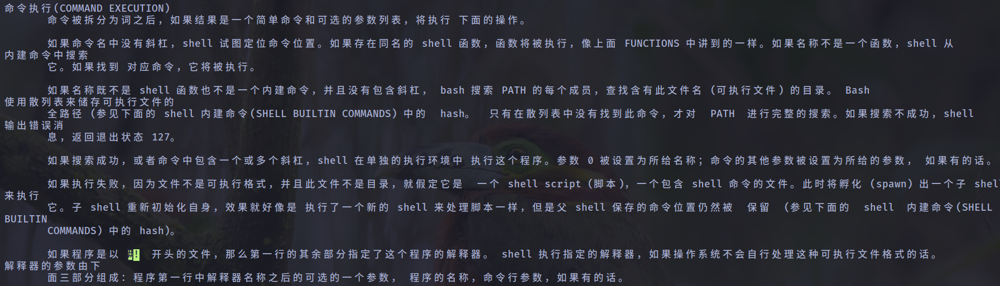 命令执行(COMMAND EXECUTION)
命令被拆分为词之后，如果结果是一个简单命令和可选的参数列表，将执行 下面的操作。
如果命令名中没有斜杠，shell 试图定位命令位置。如果存在同名的 shell 函数，函数将被执行，像上面 FUNCTIONS 中讲到的一样。如果名称不是一个函数，shell 从
内建命令中搜索
它。如果找到 对应命令，它将被执行。
如果名称既不是 shell 函数也不是一个内建命令，并且没有包含斜杠， bash 搜索 PATH 的每个成员，查找含有此文件名 (可执行文件) 的目录。 Bash
使用散列表来储存可执行文件的
全路径 (参见下面的 shell 内建命令(SHELL BUILTIN COMMANDS) 中的  hash。  只有在散列表中没有找到此命令，才对  PATH  进行完整的搜索。如果搜索不成功，shell
输出错误消
息，返回退出状态 127。
如果搜索成功，或者命令中包含一个或多个斜杠，shell 在单独的执行环境中 执行这个程序。参数 0 被设置为所给名称；命令的其他参数被设置为所给的参数， 如果有的话。
如果执行失败，因为文件不是可执行格式，并且此文件不是目录，就假定它是  一个 shell script (脚本)，一个包含 shell 命令的文件。此时将孵化 (spawn) 出一个子 shel
来执行
它。子 shell 重新初始化自身，效果就好像是 执行了一个新的 shell 来处理脚本一样，但是父 shell 保存的命令位置仍然被  保留  (参见下面的  shell  内建命令(SHELL
BUILTIN
COMMANDS) 中的 hash)。
如果程序是以 #!  开头的文件，那么第一行的其余部分指定了这个程序的解释器。 shell 执行指定的解释器，如果操作系统不会自行处理这种可执行文件格式的话。
解释器的参数由下
面三部分组成：程序第一行中解释器名称之后的可选的一个参数， 程序的名称，命令行参数，如果有的话。